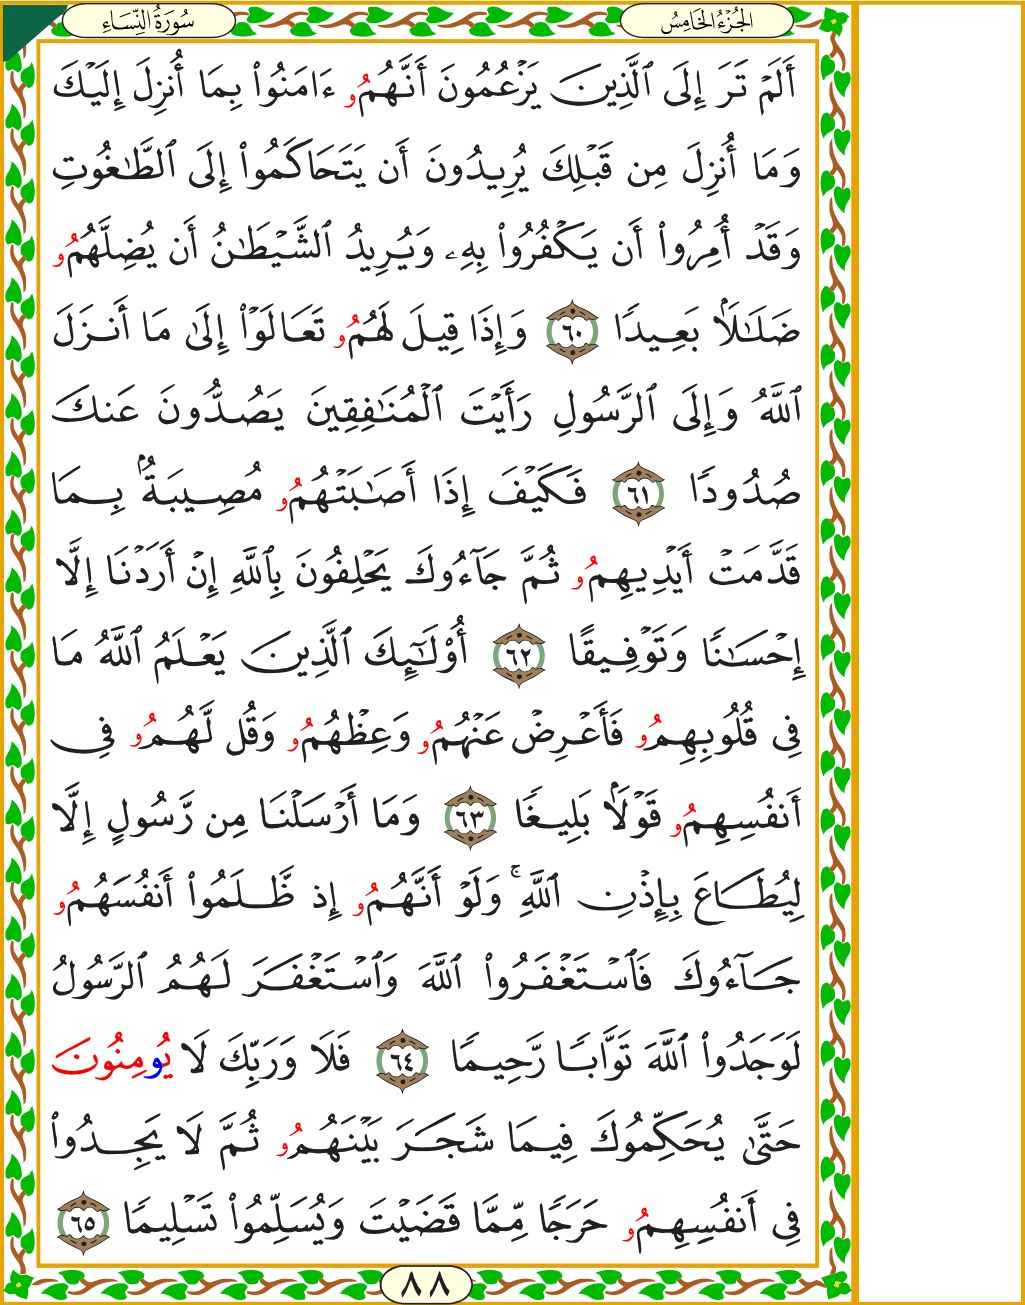 الجُزْءُ الخَامِسُ
سُورَةُ النِّسَاءِ
أَلَمْ تَرَ إِلَى ٱلَّذِينَ يَزْعُمُونَ أَنَّهُمُۥ ءَامَنُوا۟ بِمَا أُنزِلَ إِلَيْكَ
وَمَا أُنزِلَ مِن قَبْلِكَ يُرِيدُونَ أَن يَتَحَاكَمُوا۟ إِلَى ٱلطَّٰغُوتِ
وَقَدْ أُمِرُوا۟ أَن يَكْفُرُوا۟ بِهِۦ وَيُرِيدُ ٱلشَّيْطَٰنُ أَن يُضِلَّهُمُۥ
ضَلَٰلَۢا بَعِيدًا ٦٠ وَإِذَا قِيلَ لَهُمُۥ تَعَالَوْا۟ إِلَىٰ مَا أَنزَلَ
ٱللَّهُ وَإِلَى ٱلرَّسُولِ رَأَيْتَ ٱلْمُنَٰفِقِينَ يَصُدُّونَ عَنكَ
صُدُودًا ٦١ فَكَيْفَ إِذَا أَصَٰبَتْهُمُۥ مُصِيبَةُۢ بِمَا
قَدَّمَتْ أَيْدِيهِمُۥ ثُمَّ جَآءُوكَ يَحْلِفُونَ بِٱللَّهِ إِنْ أَرَدْنَا إِلَّا
إِحْسَٰنًا وَتَوْفِيقًا ٦٢ أُو۟لَٰٓئِكَ ٱلَّذِينَ يَعْلَمُ ٱللَّهُ مَا
فِى قُلُوبِهِمُۥ فَأَعْرِضْ عَنْهُمُۥ وَعِظْهُمُۥ وَقُل لَّهُمُۥ فِى
أَنفُسِهِمُۥ قَوْلَۢا بَلِيغًا ٦٣ وَمَا أَرْسَلْنَا مِن رَّسُولٍ إِلَّا
لِيُطَاعَ بِإِذْنِ ٱللَّهِۚ وَلَوْ أَنَّهُمُۥ إِذ ظَّلَمُوا۟ أَنفُسَهُمُۥ
جَآءُوكَ فَٱسْتَغْفَرُوا۟ ٱللَّهَ وَٱسْتَغْفَرَ لَهُمُ ٱلرَّسُولُ
لَوَجَدُوا۟ ٱللَّهَ تَوَّابًا رَّحِيمًا ٦٤ فَلَا وَرَبِّكَ لَا يُومِنُونَ
حَتَّىٰ يُحَكِّمُوكَ فِيمَا شَجَرَ بَيْنَهُمُۥ ثُمَّ لَا يَجِدُوا۟
فِى أَنفُسِهِمُۥ حَرَجًا مِّمَّا قَضَيْتَ وَيُسَلِّمُوا۟ تَسْلِيمًا ٦٥
٨٨